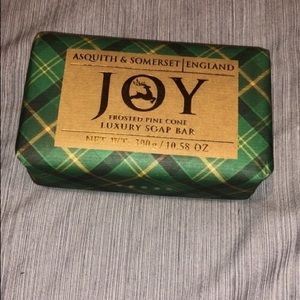 ASQUITH & SOMERSET | ENGLAND
JOY
FROSTED PINE CONE
LUXURY SOAP BAR
NET WT. 300g / 10.58 OZ